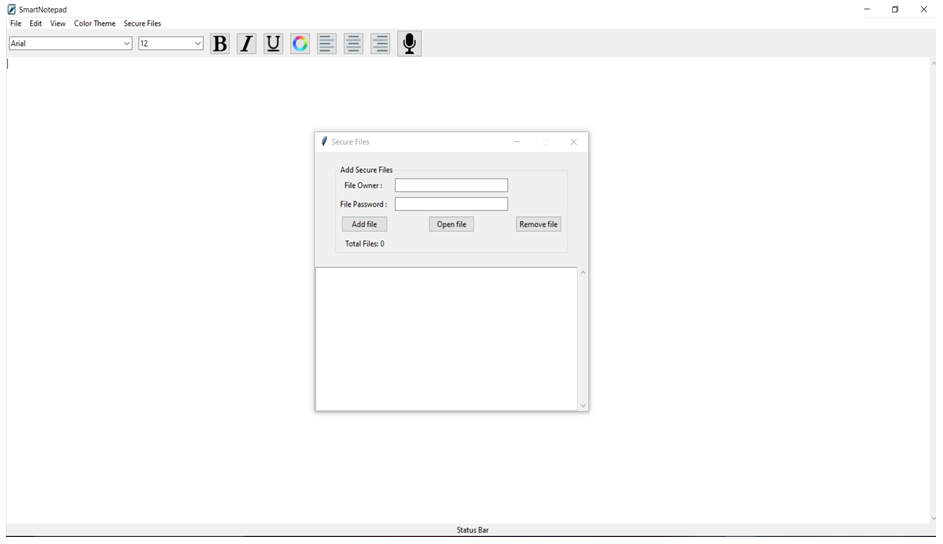 SmartNotepad
File Edit View Color Theme Secure Files
Arial 12 B I U
Secure Files
Add Secure Files
File Owner :
File Password :
Add file Open file Remove file
Total Files: 0
Status Bar